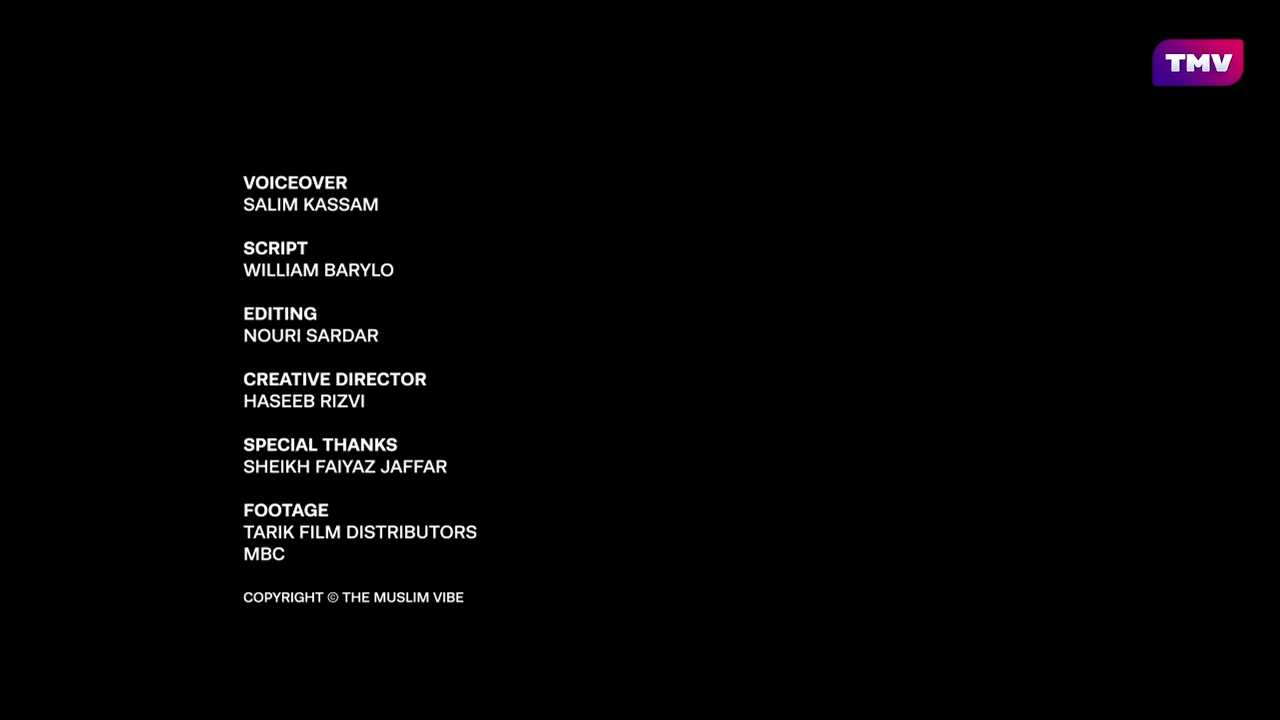 TMV
VOICEOVER
SALIM KASSAM
SCRIPT
WILLIAM BARYLO
EDITING
NOURI SARDAR
CREATIVE DIRECTOR
HASEEB RIZVI
SPECIAL THANKS
SHEIKH FAIYAZ JAFFAR
FOOTAGE
TARIK FILM DISTRIBUTORS
MBC
COPYRIGHT © THE MUSLIM VIBE